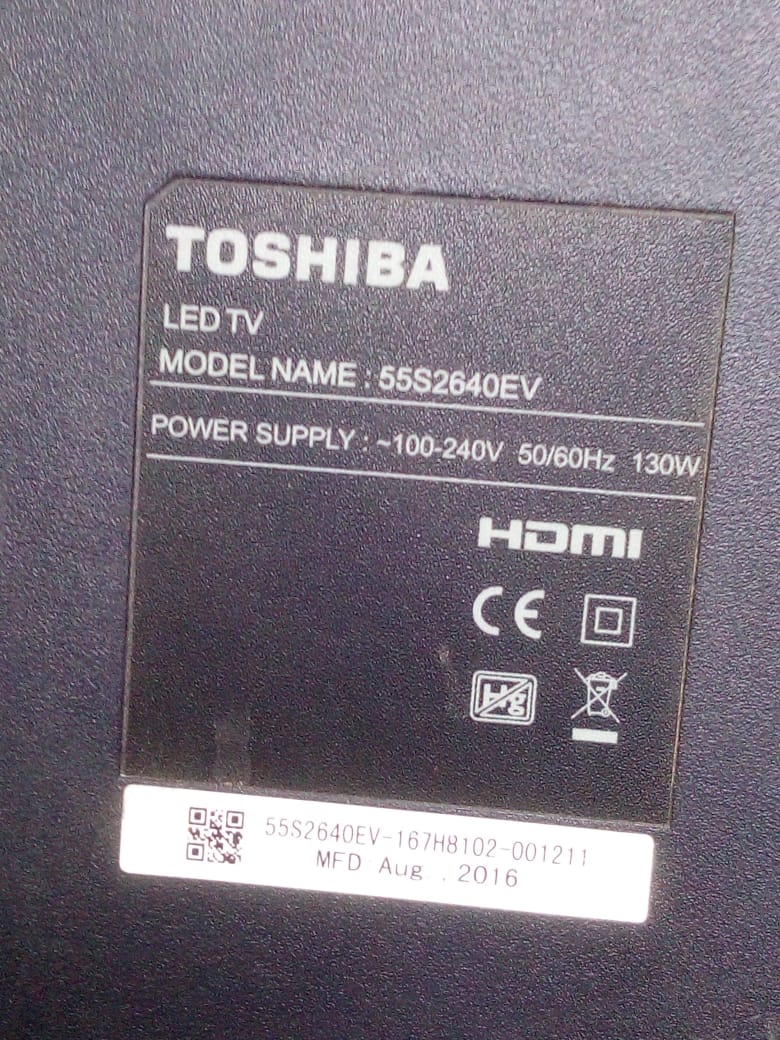 TOSHIBA
LED TV
MODEL NAME : 55S2640EV
POWER SUPPLY : ~100-240V 50/60Hz 130W
HDMI
CE
Hg
55S2640EV-167H8102-001211
MFD Aug . 2016